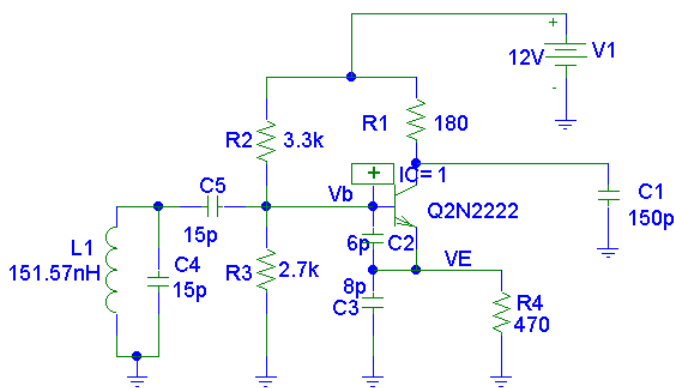 +
12V
V1
-
R1
180
R2
3.3k
+
IC= 1
C5
Vb
Q2N2222
C1
150p
15p
6p
C2
L1
151.57nH
C4
15p
R3
2.7k
VE
8p
C3
R4
470